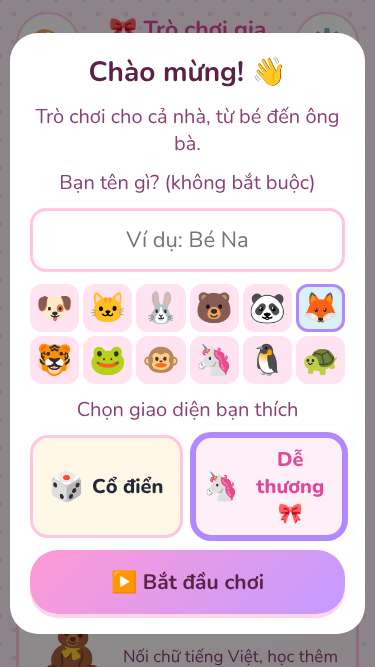 Trò chơi gia
Chào mừng! 👋
Trò chơi cho cả nhà, từ bé đến ông
bà.
Bạn tên gì? (không bắt buộc)
Ví dụ: Bé Na
Chọn giao diện bạn thích
Cổ điển
Dễ
thương
Bắt đầu chơi
Nối chữ tiếng Việt, học thêm